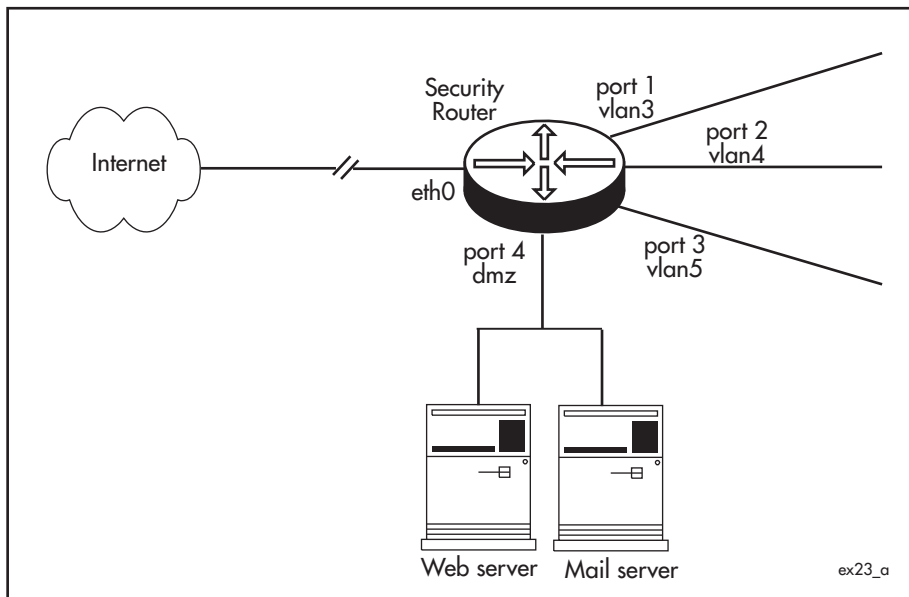 Security
Router
port 1
vlan3
port 2
vlan4
Internet
eth0
port 3
vlan5
port 4
dmz
Web server
Mail server
ex23_a